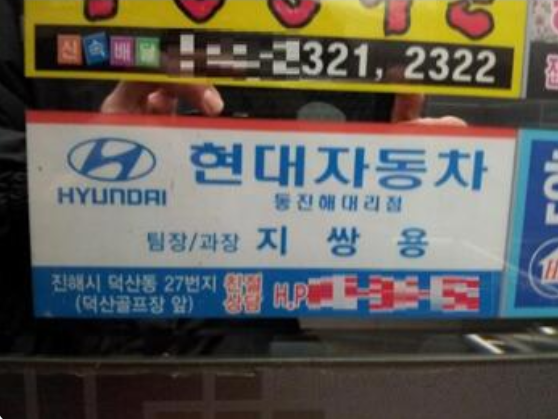 신속배달 321, 2322
HYUNDAI 현대자동차
동진해대리점
팀장/과장 지 쌍 용
진해시 덕산동 27번지 친절
(덕산골프장 앞) 상담 H.P